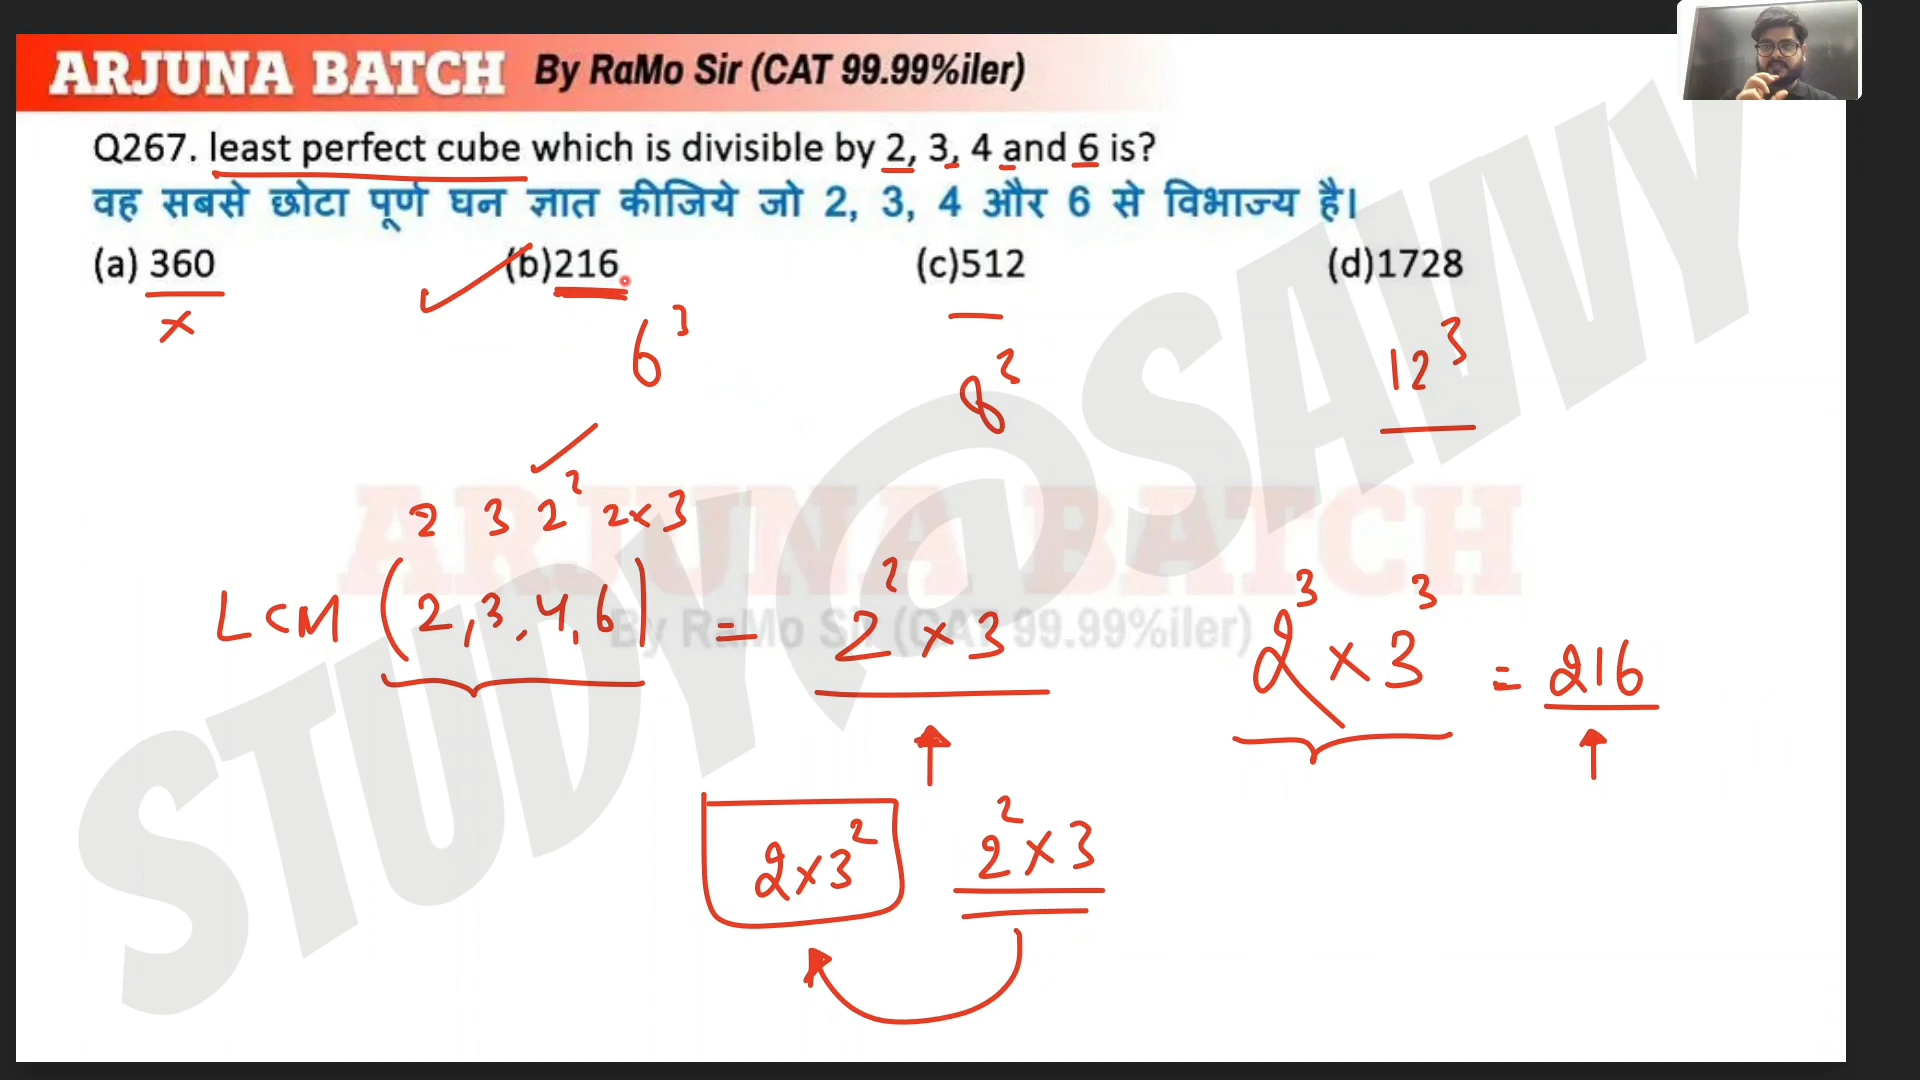 ARJUNA BATCH By RaMo Sir (CAT 99.99%iler)
Q267. least perfect cube which is divisible by 2, 3, 4 and 6 is?
वह सबसे छोटा पूर्ण घन ज्ञात कीजिये जो 2, 3, 4 और 6 से विभाज्य है।
(a) 360 (b)216 (c)512 (d)1728
x 6³ 8³ 12³
2 3 2² 2×3
ARJUNA BATCH
By RaMo Sir (CAT 99.99%iler)
LCM (2,3,4,6) = 2² × 3 2³ × 3³ = 216
2×3² 2²×3
STUDY@SAVVY